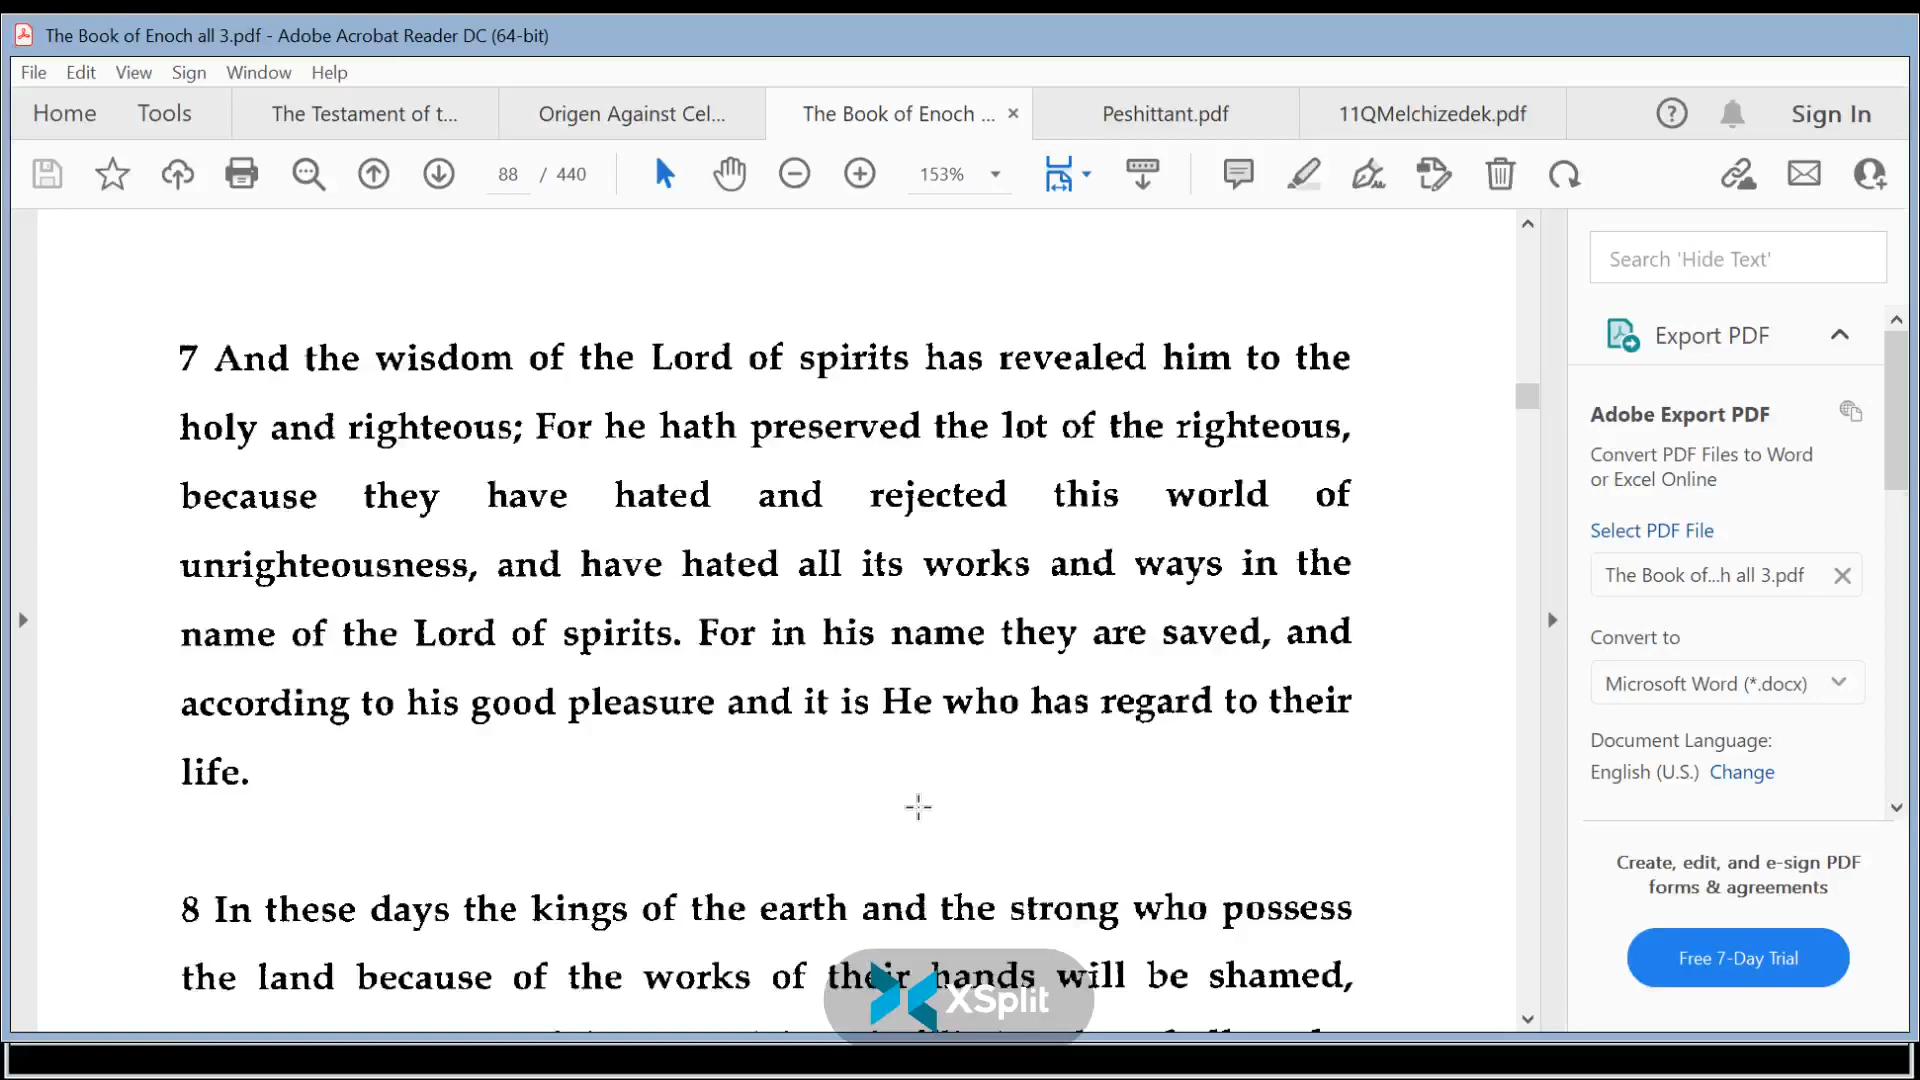 The Book of Enoch all 3.pdf - Adobe Acrobat Reader DC (64-bit)
File Edit View Sign Window Help
Home Tools The Testament of t... Origen Against Cel... The Book of Enoch ... Peshittant.pdf 11QMelchizedek.pdf Sign In
88 / 440 153%
7 And the wisdom of the Lord of spirits has revealed him to the
holy and righteous; For he hath preserved the lot of the righteous,
because they have hated and rejected this world of
unrighteousness, and have hated all its works and ways in the
name of the Lord of spirits. For in his name they are saved, and
according to his good pleasure and it is He who has regard to their
life.
8 In these days the kings of the earth and the strong who possess
the land because of the works of their hands will be shamed,
XSplit
Search 'Hide Text'
Export PDF
Adobe Export PDF
Convert PDF Files to Word
or Excel Online
Select PDF File
The Book of...h all 3.pdf
Convert to
Microsoft Word (*.docx)
Document Language:
English (U.S.) Change
Create, edit, and e-sign PDF
forms & agreements
Free 7-Day Trial